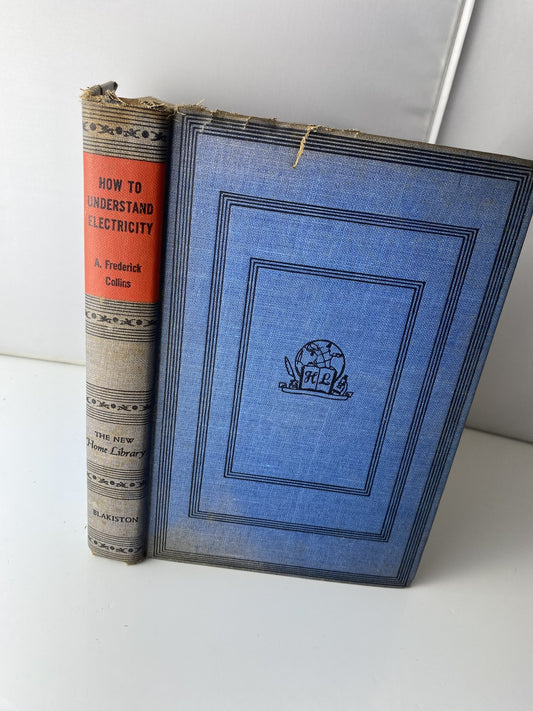 HOW TO
UNDERSTAND
ELECTRICITY
A. Frederick
Collins
THE NEW
Home Library
BLAKISTON
H L